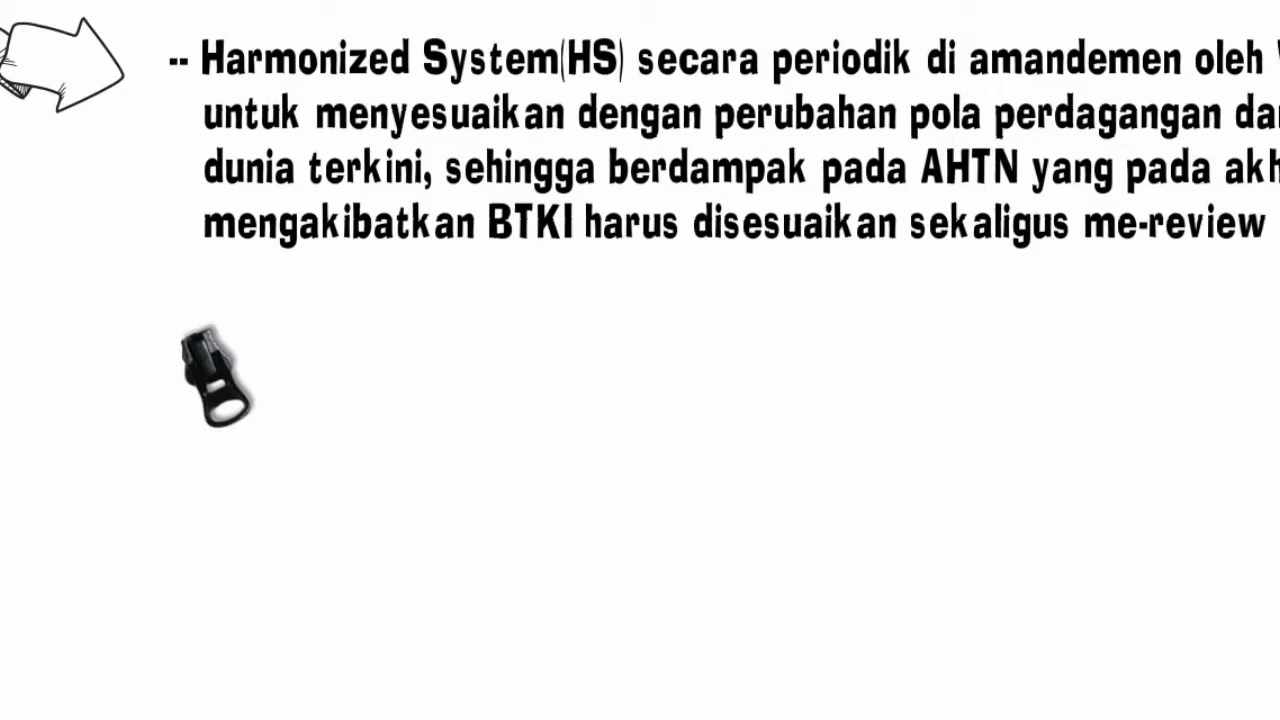 -- Harmonized System(HS) secara periodik di amandemen oleh
untuk menyesuaikan dengan perubahan pola perdagangan
dunia terkini, sehingga berdampak pada AHTN yang pada
mengakibatkan BTKI harus disesuaikan sekaligus me-review